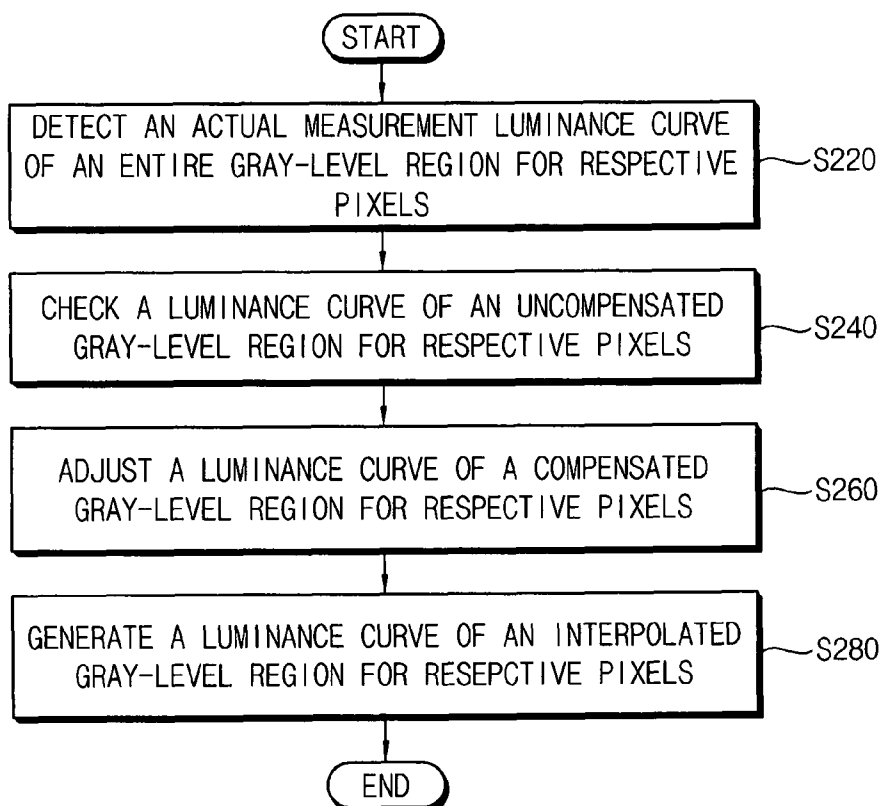 START
DETECT AN ACTUAL MEASUREMENT LUMINANCE CURVE
OF AN ENTIRE GRAY-LEVEL REGION FOR RESPECTIVE
PIXELS
S220
CHECK A LUMINANCE CURVE OF AN UNCOMPENSATED
GRAY-LEVEL REGION FOR RESPECTIVE PIXELS
S240
ADJUST A LUMINANCE CURVE OF A COMPENSATED
GRAY-LEVEL REGION FOR RESPECTIVE PIXELS
S260
GENERATE A LUMINANCE CURVE OF AN INTERPOLATED
GRAY-LEVEL REGION FOR RESEPCTIVE PIXELS
S280
END